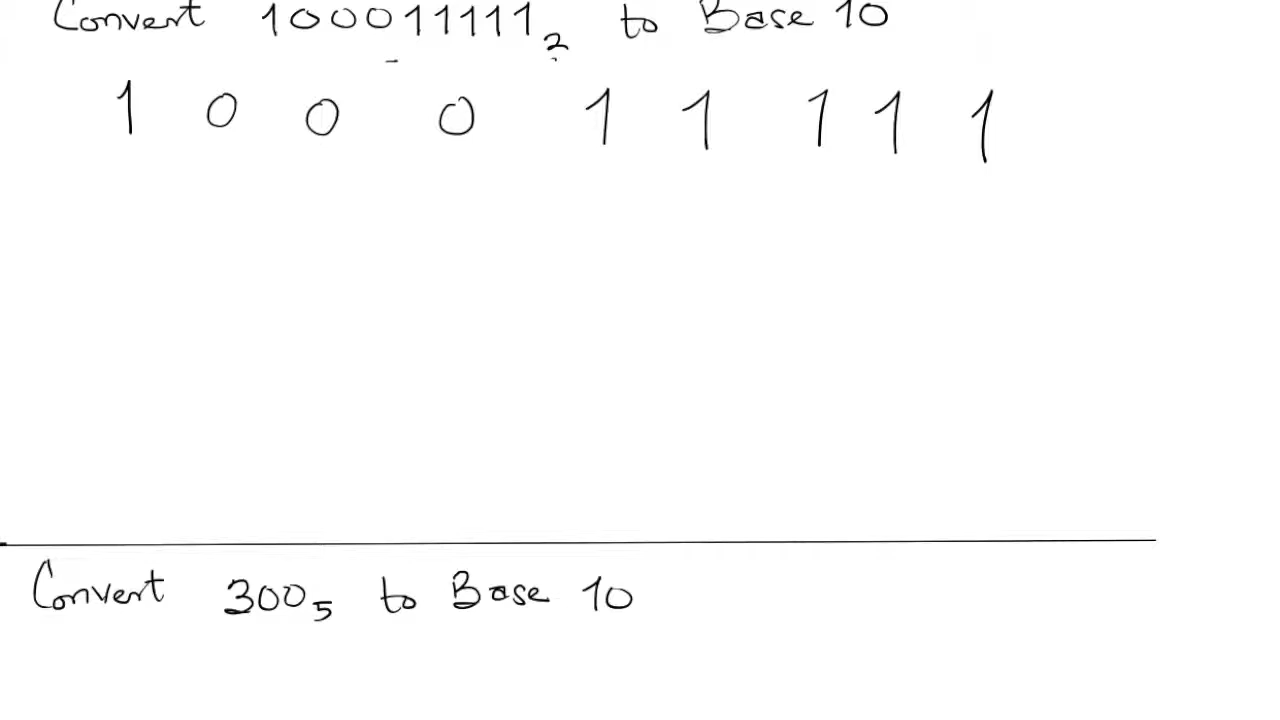 Convert 100011111₂ to Base 10
1 0 0 0 1 1 1 1 1
Convert 300₅ to Base 10